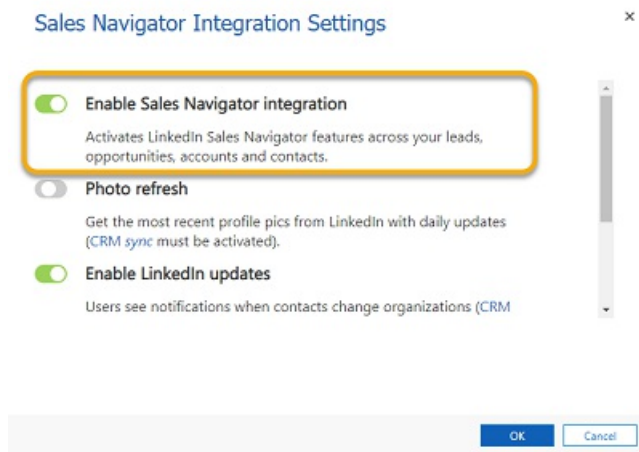 Sales Navigator Integration Settings
Enable Sales Navigator integration
Activates LinkedIn Sales Navigator features across your leads,
opportunities, accounts and contacts.
Photo refresh
Get the most recent profile pics from LinkedIn with daily updates
(CRM sync must be activated).
Enable LinkedIn updates
Users see notifications when contacts change organizations (CRM
OK
Cancel